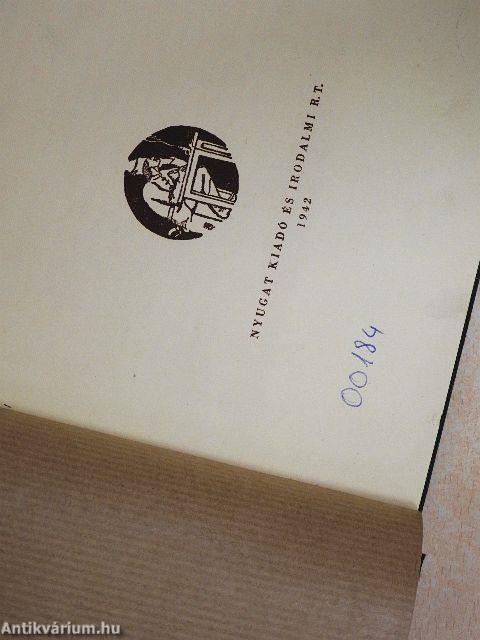 NYUGAT KIADÓ ÉS IRODALMI R.T.
1942
00184
Antikvárium.hu